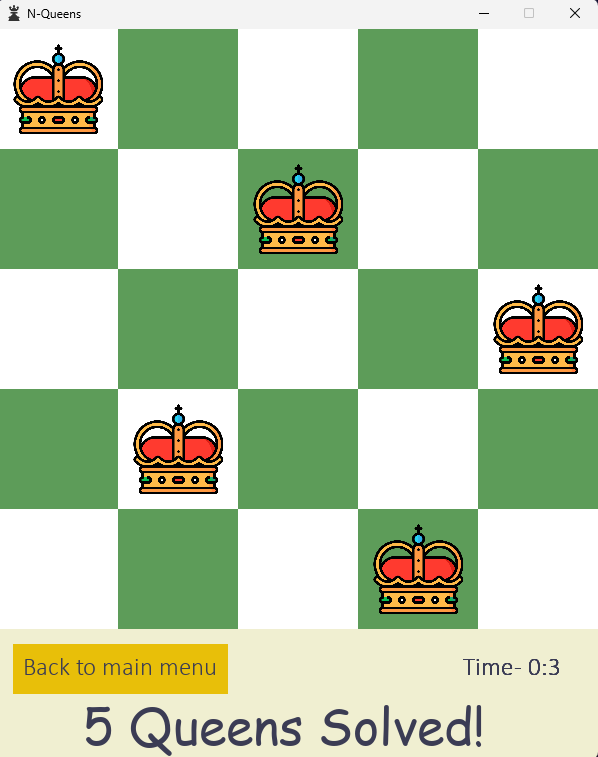 N-Queens
Back to main menu
Time- 0:3
5 Queens Solved!